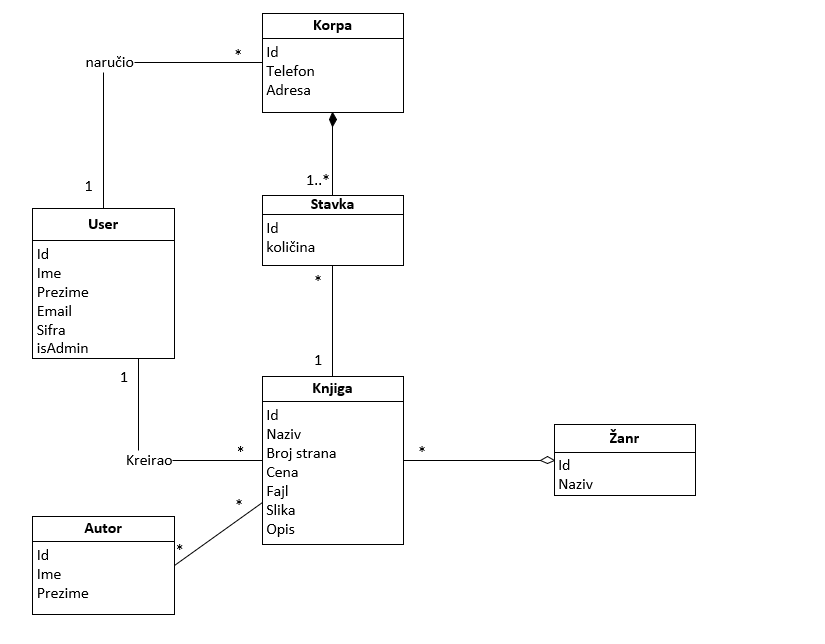 Korpa
Id
Telefon
Adresa
naručio
*
1..*
1
Stavka
Id
količina
User
Id
Ime
Prezime
Email
Sifra
isAdmin
*
1
1
Knjiga
Id
Naziv
Broj strana
Cena
Fajl
Slika
Opis
Kreirao
*
*
Žanr
Id
Naziv
*
*
Autor
Id
Ime
Prezime